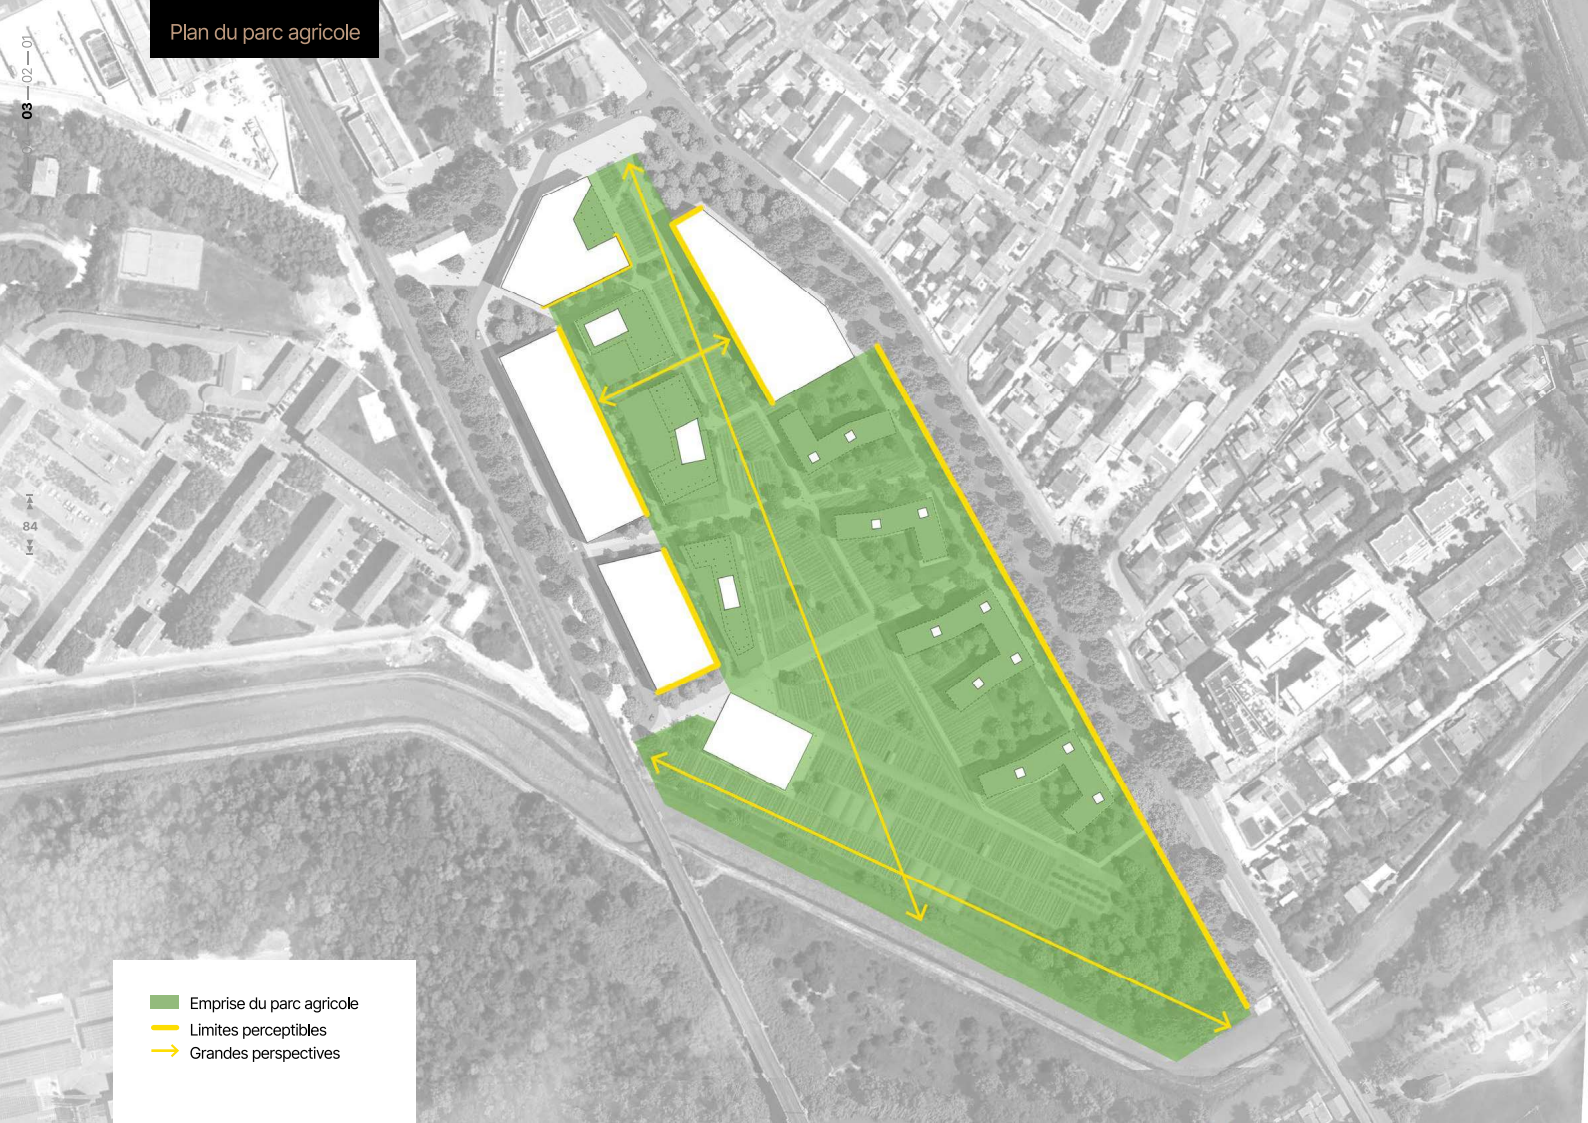 Plan du parc agricole
03 — 02 — 01
84
Emprise du parc agricole
Limites perceptibles
Grandes perspectives